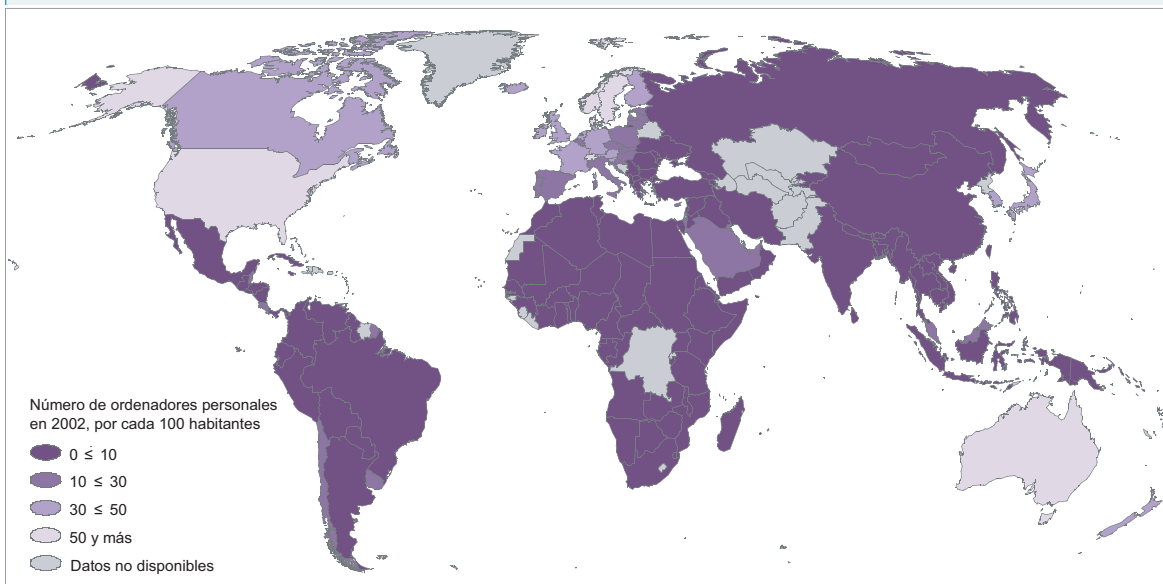 Número de ordenadores personales
en 2002, por cada 100 habitantes
0 ≤ 10
10 ≤ 30
30 ≤ 50
50 y más
Datos no disponibles